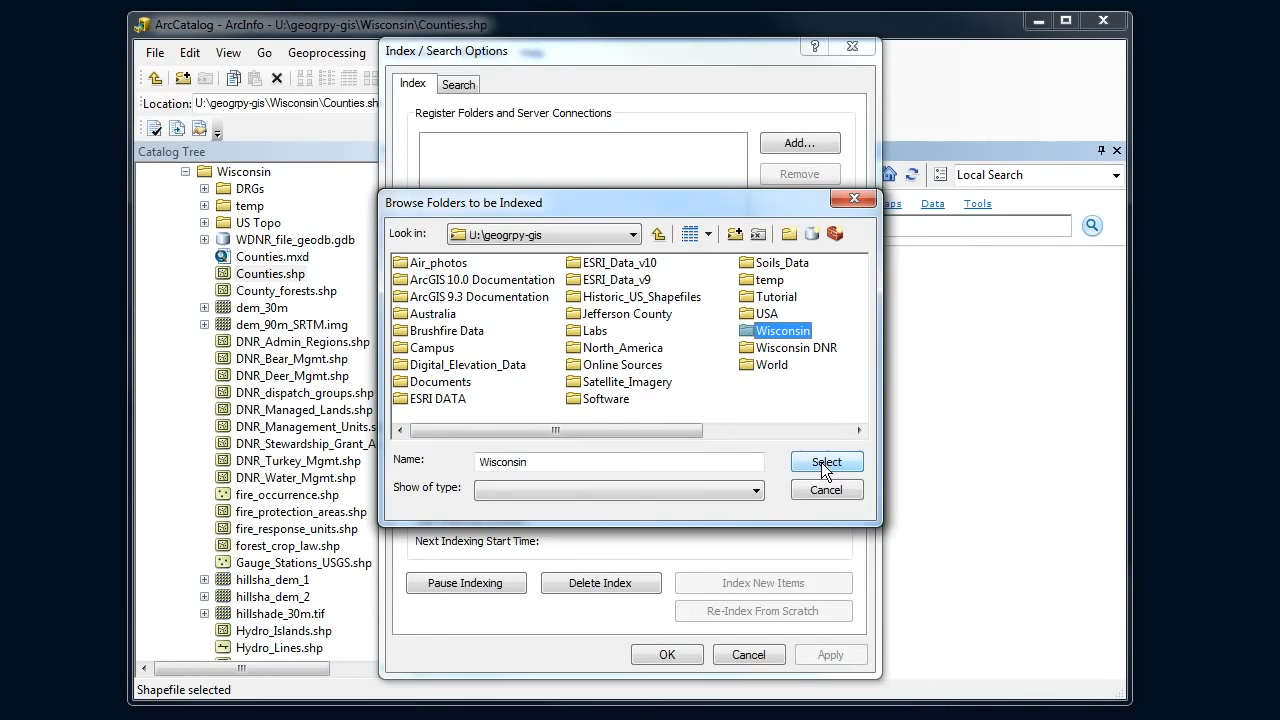 ArcCatalog - ArcInfo - U:\geogrpy-gis\Wisconsin\Counties.shp
File Edit View Go Geoprocessing
Location: U:\geogrpy-gis\Wisconsin\Counties.sh
Catalog Tree
Wisconsin
DRGs
temp
US Topo
WDNR_file_geodb.gdb
Counties.mxd
Counties.shp
County_forests.shp
dem_30m
dem_90m_SRTM.img
DNR_Admin_Regions.shp
DNR_Bear_Mgmt.shp
DNR_Deer_Mgmt.shp
DNR_dispatch_groups.shp
DNR_Managed_Lands.shp
DNR_Management_Units.s
DNR_Stewardship_Grant_A
DNR_Turkey_Mgmt.shp
DNR_Water_Mgmt.shp
fire_occurrence.shp
fire_protection_areas.shp
fire_response_units.shp
forest_crop_law.shp
Gauge_Stations_USGS.shp
hillsha_dem_1
hillsha_dem_2
hillshade_30m.tif
Hydro_Islands.shp
Hydro_Lines.shp
Shapefile selected
Index / Search Options
Index Search
Register Folders and Server Connections
Add...
Remove
Browse Folders to be Indexed
Look in: U:\geogrpy-gis
Air_photos
ArcGIS 10.0 Documentation
ArcGIS 9.3 Documentation
Australia
Brushfire Data
Campus
Digital_Elevation_Data
Documents
ESRI DATA
ESRI_Data_v10
ESRI_Data_v9
Historic_US_Shapefiles
Jefferson County
Labs
North_America
Online Sources
Satellite_Imagery
Software
Soils_Data
temp
Tutorial
USA
Wisconsin
Wisconsin DNR
World
Name: Wisconsin Select
Show of type: Cancel
Next Indexing Start Time:
Pause Indexing Delete Index Index New Items
Re-Index From Scratch
OK Cancel Apply
Local Search
aps Data Tools